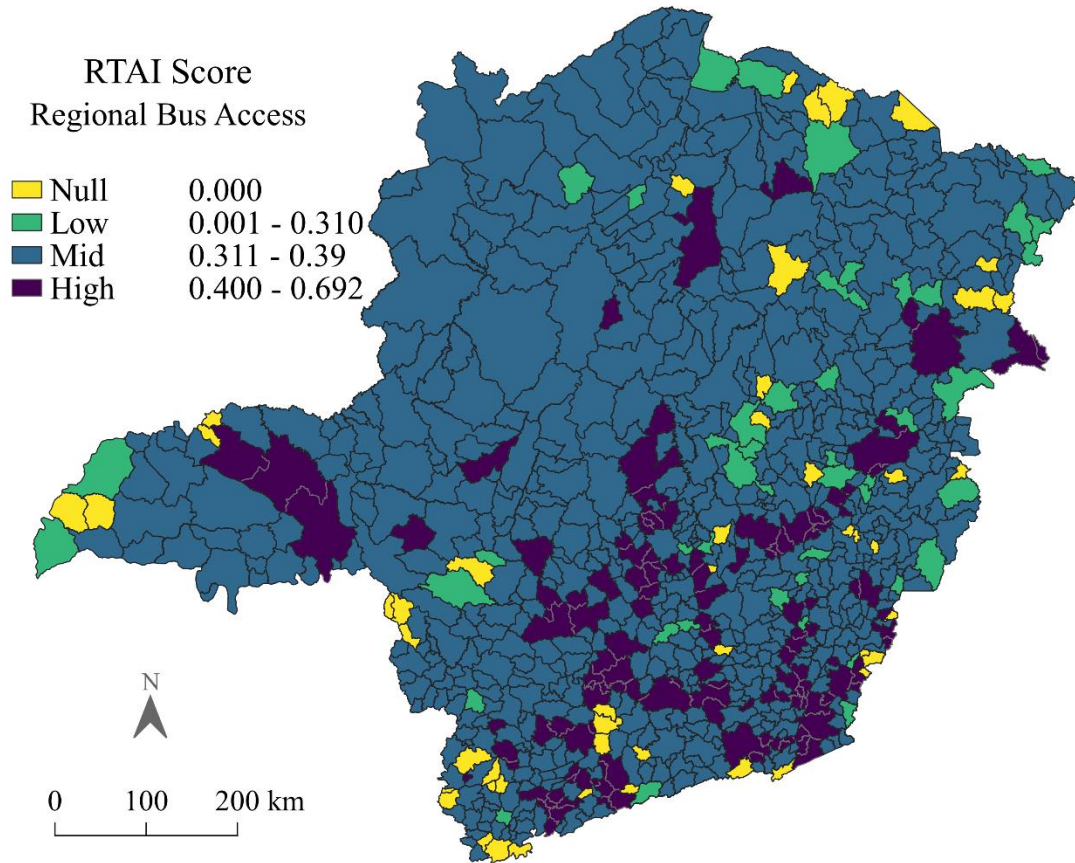 RTAI Score
Regional Bus Access
Null 0.000
Low 0.001 - 0.310
Mid 0.311 - 0.39
High 0.400 - 0.692
N
0 100 200 km